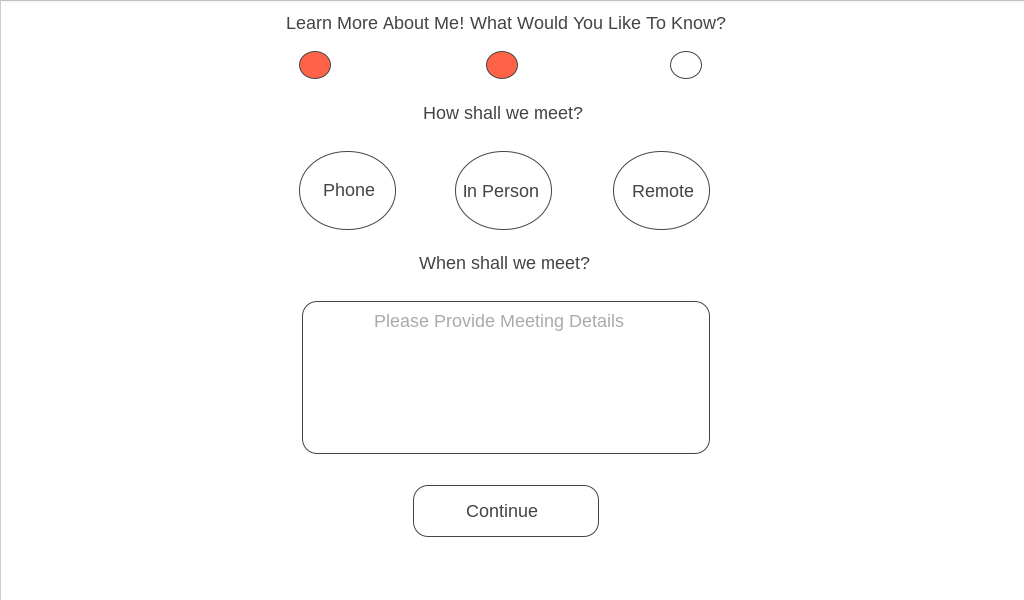 Learn More About Me! What Would You Like To Know?
How shall we meet?
Phone
In Person
Remote
When shall we meet?
Please Provide Meeting Details
Continue